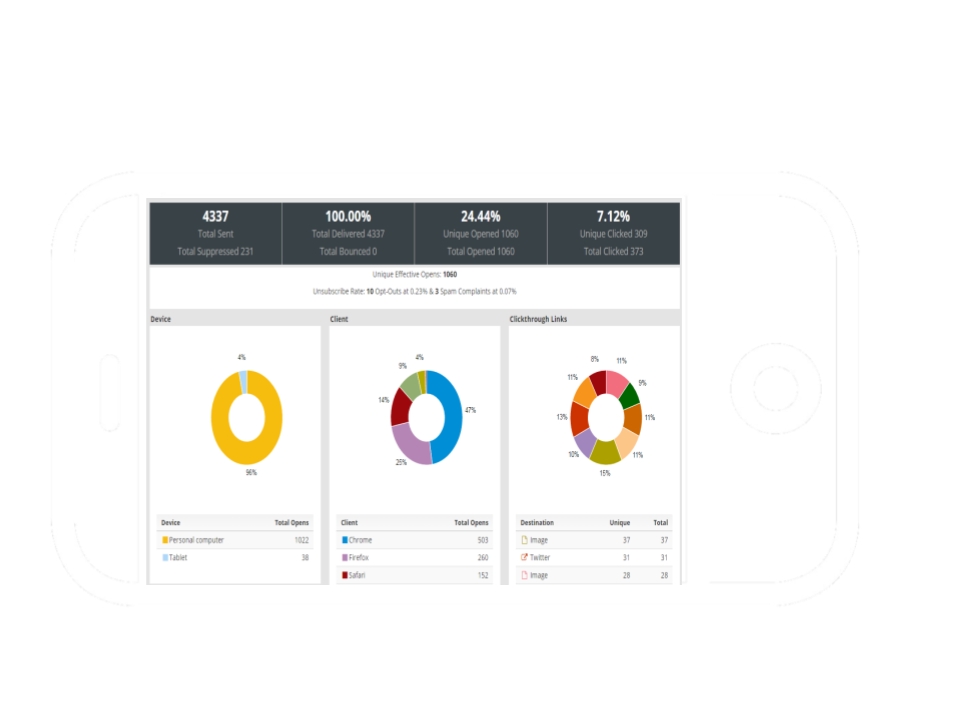 4337
Total Sent
Total Suppressed 231
100.00%
Total Delivered 4337
Total Bounced 0
24.44%
Unique Opened 1060
Total Opened 1060
7.12%
Unique Clicked 309
Total Clicked 373
Unique Effective Opens: 1060
Unsubscribe Rate: 10 Opt-Outs at 0.23% & 3 Spam Complaints at 0.07%
Device
4%
96%
Device Total Opens
Personal computer 1022
Tablet 38
Client
4%
9%
14%
47%
25%
Client Total Opens
Chrome 503
Firefox 260
Safari 152
Clickthrough Links
8%
11%
11%
9%
13%
11%
10%
11%
15%
Destination Unique Total
Image 37 37
Twitter 31 31
Image 28 28